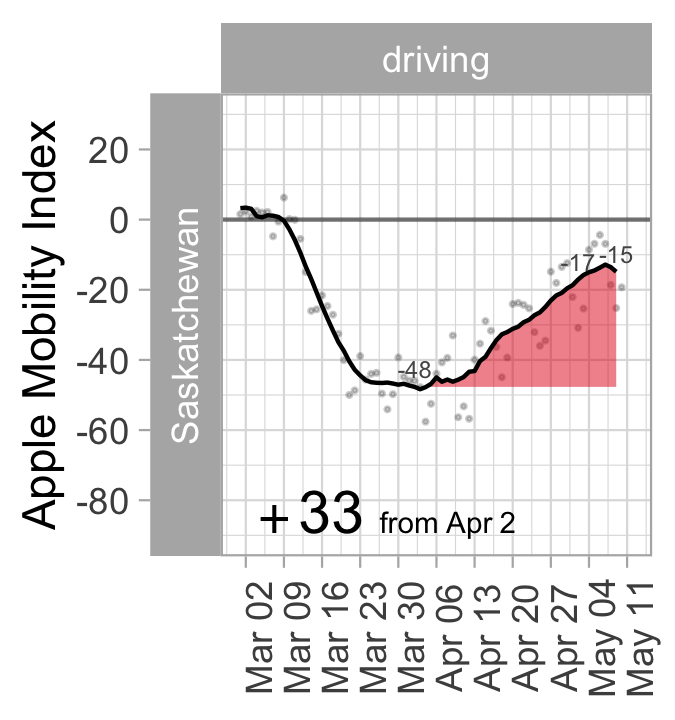 driving
Saskatchewan
Apple Mobility Index
20
0
-20
-40
-60
-80
-48
-17
-15
+33 from Apr 2
Mar 02
Mar 09
Mar 16
Mar 23
Mar 30
Apr 06
Apr 13
Apr 20
Apr 27
May 04
May 11